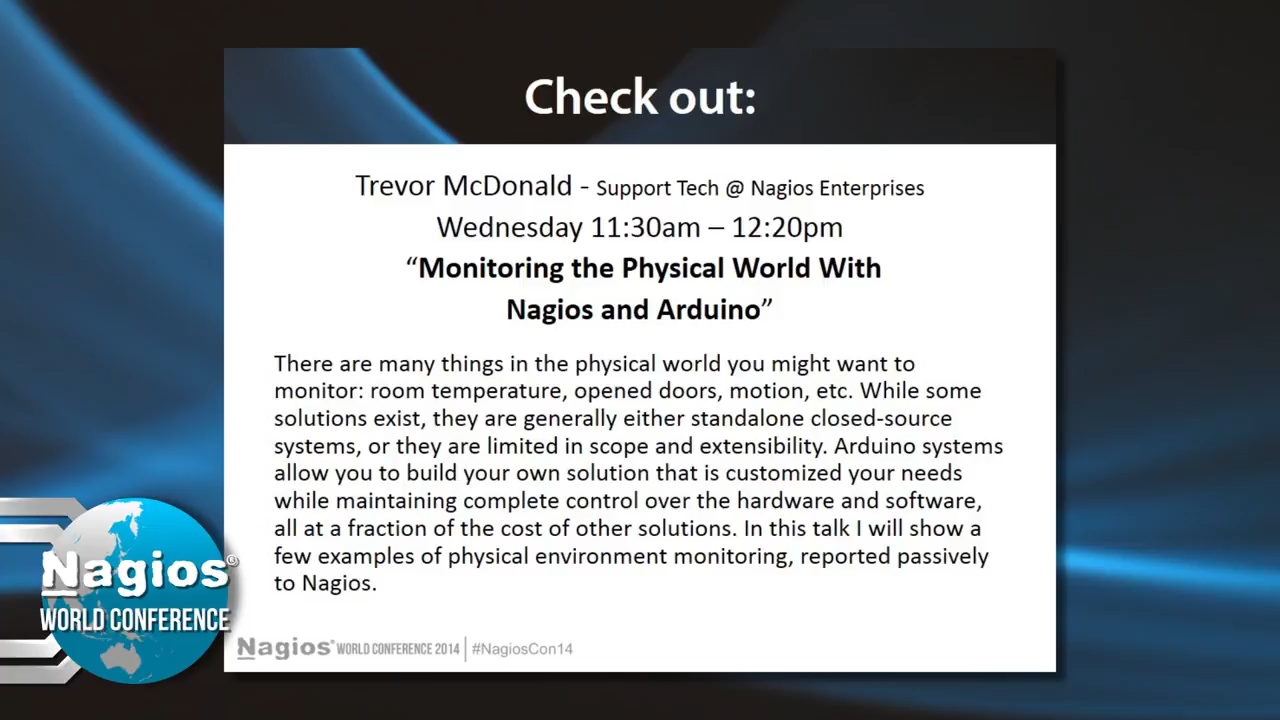 Check out:
Trevor McDonald - Support Tech @ Nagios Enterprises
Wednesday 11:30am – 12:20pm
“Monitoring the Physical World With
Nagios and Arduino”
There are many things in the physical world you might want to
monitor: room temperature, opened doors, motion, etc. While some
solutions exist, they are generally either standalone closed-source
systems, or they are limited in scope and extensibility. Arduino systems
allow you to build your own solution that is customized your needs
while maintaining complete control over the hardware and software,
all at a fraction of the cost of other solutions. In this talk I will show a
few examples of physical environment monitoring, reported passively
to Nagios.
Nagios® WORLD CONFERENCE 2014 | #NagiosCon14
Nagios®
WORLD CONFERENCE